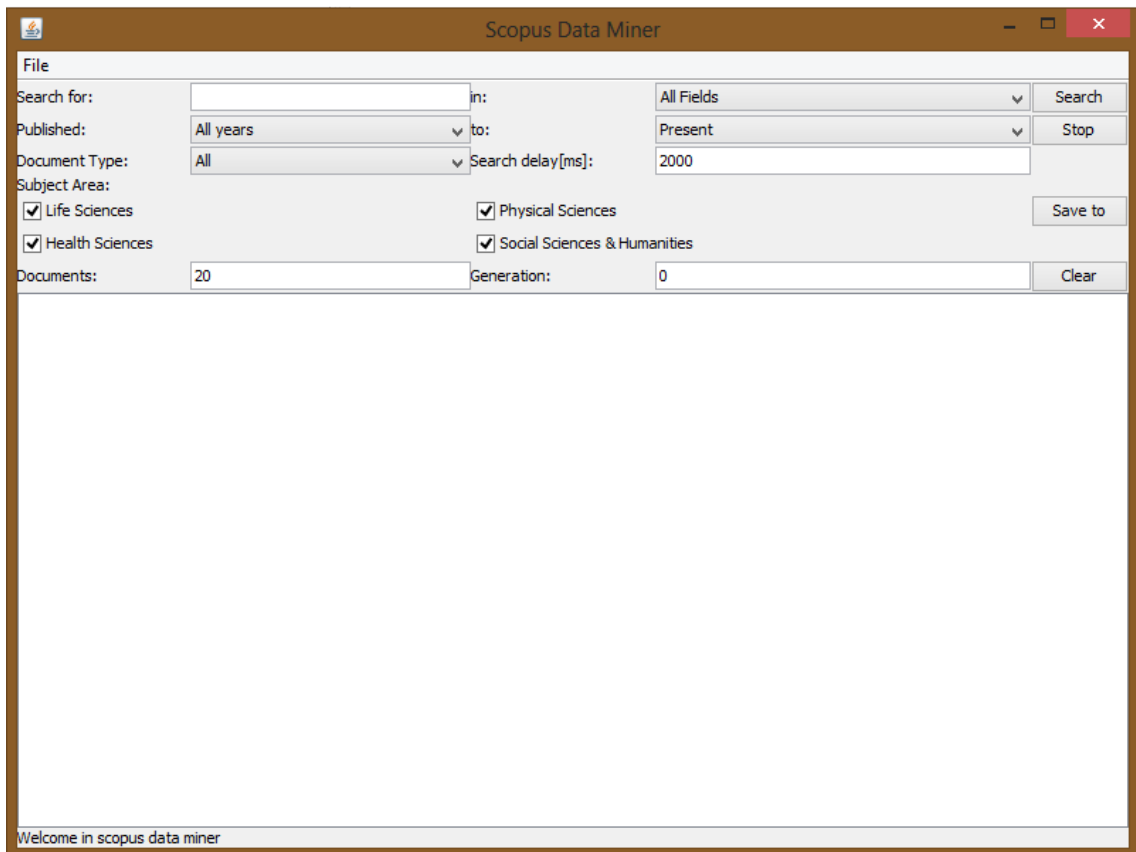 Scopus Data Miner
File
Search for: in: All Fields Search
Published: All years to: Present Stop
Document Type: All Search delay[ms]: 2000
Subject Area:
Life Sciences Physical Sciences Save to
Health Sciences Social Sciences & Humanities
Documents: 20 Generation: 0 Clear
Welcome in scopus data miner